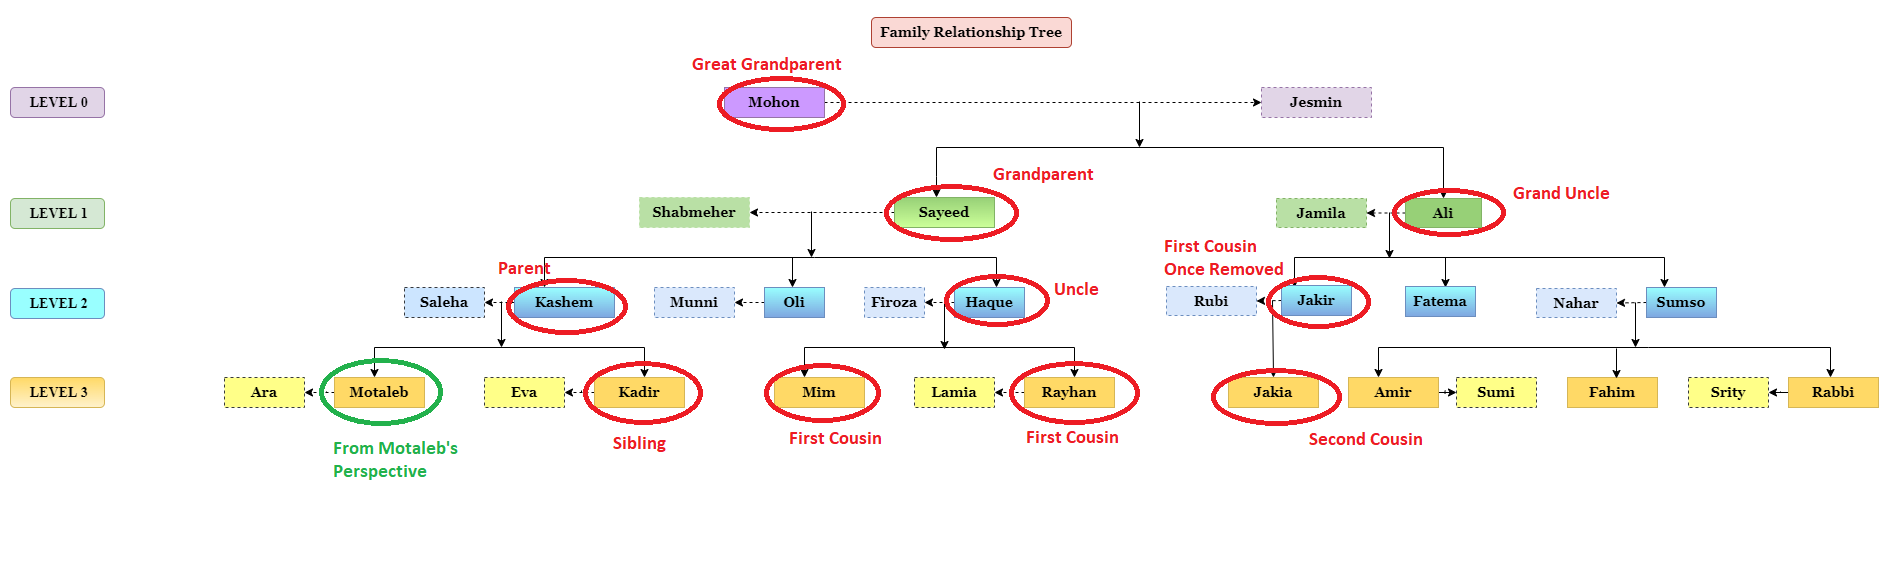 Family Relationship Tree
Great Grandparent
LEVEL 0
Mohon
Jesmin
Grandparent
Grand Uncle
LEVEL 1
Shabmeher
Sayeed
Jamila
Ali
First Cousin
Once Removed
Parent
Uncle
LEVEL 2
Saleha
Kashem
Munni
Oli
Firoza
Haque
Rubi
Jakir
Fatema
Nahar
Sumso
LEVEL 3
Ara
Motaleb
Eva
Kadir
Mim
Lamia
Rayhan
Jakia
Amir
Sumi
Fahim
Srity
Rabbi
From Motaleb's
Perspective
Sibling
First Cousin
First Cousin
Second Cousin